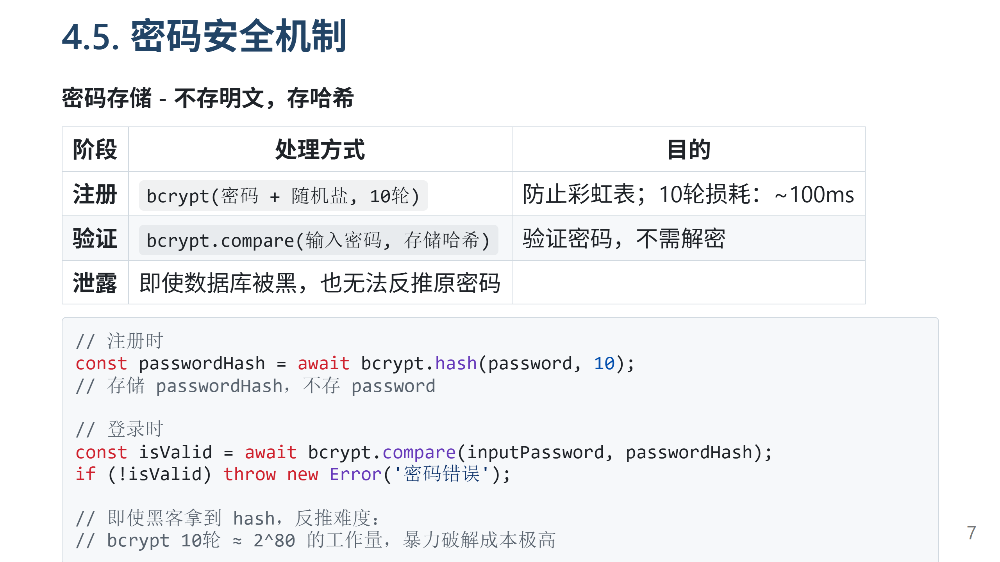 4.5. 密码安全机制
密码存储 - 不存明文，存哈希
阶段 处理方式 目的
注册 bcrypt(密码 + 随机盐, 10轮) 防止彩虹表；10轮损耗：~100ms
验证 bcrypt.compare(输入密码, 存储哈希) 验证密码，不需解密
泄露 即使数据库被黑，也无法反推原密码
// 注册时
const passwordHash = await bcrypt.hash(password, 10);
// 存储 passwordHash，不存 password
// 登录时
const isValid = await bcrypt.compare(inputPassword, passwordHash);
if (!isValid) throw new Error('密码错误');
// 即使黑客拿到 hash，反推难度：
// bcrypt 10轮 ≈ 2^80 的工作量，暴力破解成本极高
7